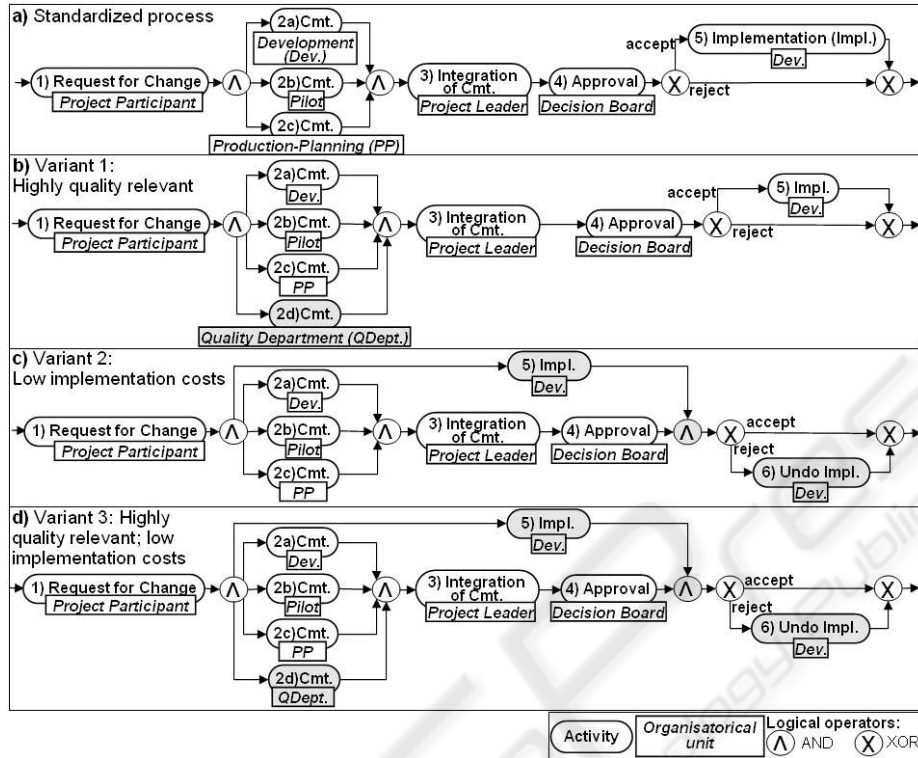 a) Standardized process
2a)Cmt.
Development
(Dev.)
accept
5) Implementation (Impl.)
Dev.
1) Request for Change
Project Participant
Λ
2b)Cmt.
Pilot
Λ
3) Integration
of Cmt.
Project Leader
4) Approval
Decision Board
X
reject
X
2c)Cmt.
Production-Planning (PP)
b) Variant 1:
Highly quality relevant
2a)Cmt.
Dev.
accept
5) Impl.
Dev.
1) Request for Change
Project Participant
Λ
2b)Cmt.
Pilot
Λ
3) Integration
of Cmt.
Project Leader
4) Approval
Decision Board
X
reject
X
2c)Cmt.
PP
2d)Cmt.
Quality Department (QDept.)
c) Variant 2:
Low implementation costs
5) Impl.
Dev.
2a)Cmt.
Dev.
1) Request for Change
Project Participant
Λ
2b)Cmt.
Pilot
Λ
3) Integration
of Cmt.
Project Leader
4) Approval
Decision Board
Λ
X
accept
reject
X
2c)Cmt.
PP
6) Undo Impl.
Dev.
d) Variant 3: Highly
quality relevant; low
implementation costs
5) Impl.
Dev.
2a)Cmt.
Dev.
1) Request for Change
Project Participant
Λ
2b)Cmt.
Pilot
Λ
3) Integration
of Cmt.
Project Leader
4) Approval
Decision Board
Λ
X
accept
reject
X
2c)Cmt.
PP
6) Undo Impl.
Dev.
2d)Cmt.
QDept.
Activity
Organisatorical
unit
Logical operators:
Λ AND X XOR